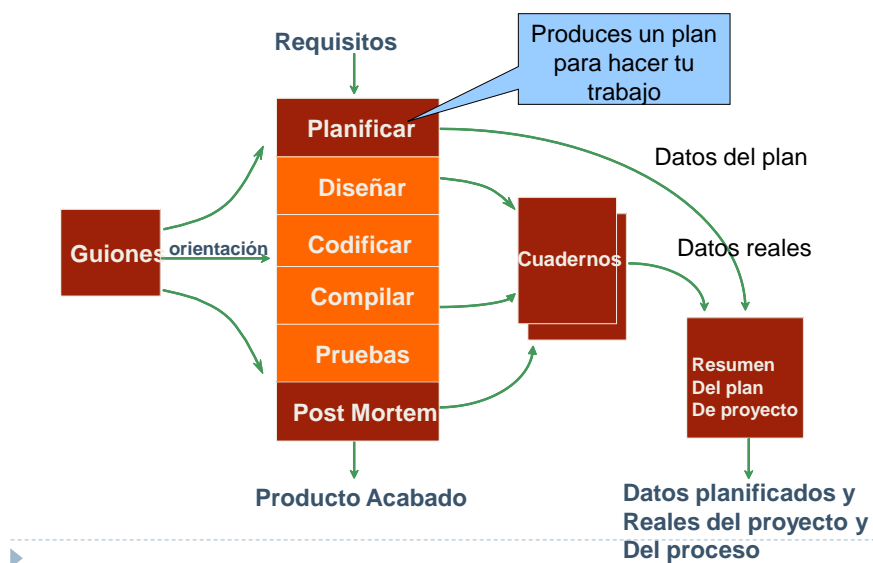 Requisitos
Produces un plan
para hacer tu
trabajo
Planificar
Datos del plan
Diseñar
Guiones
orientación
Codificar
Datos reales
Cuadernos
Compilar
Pruebas
Resumen
Del plan
De proyecto
Post Mortem
Producto Acabado
Datos planificados y
Reales del proyecto y
Del proceso